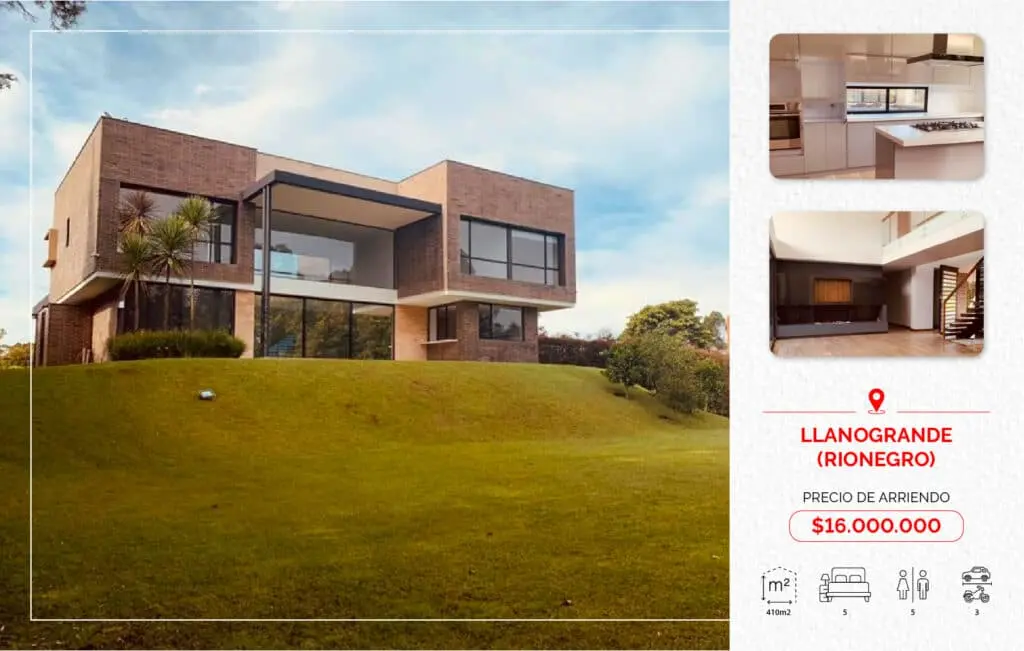 LLANOGRANDE
(RIONEGRO)
PRECIO DE ARRIENDO
$16.000.000
m²
410m2
5
5
3